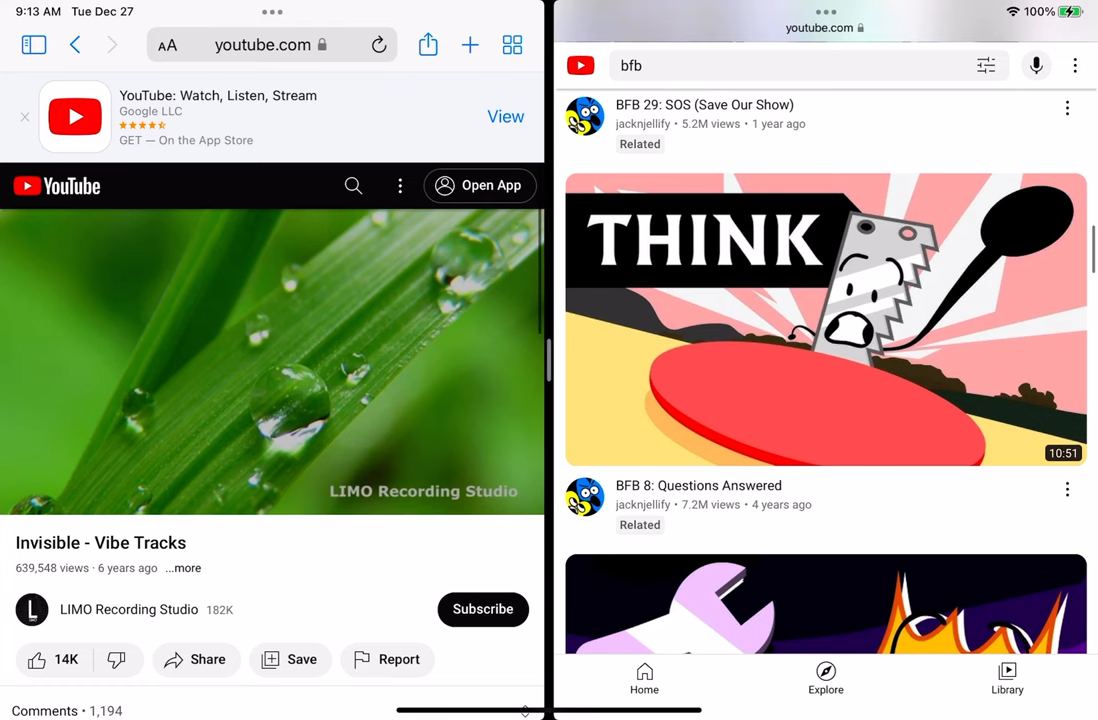 9:13 AM Tue Dec 27
AA youtube.com
YouTube: Watch, Listen, Stream
Google LLC
GET — On the App Store
View
YouTube
Open App
LIMO Recording Studio
Invisible - Vibe Tracks
639,548 views · 6 years ago ...more
L
LIMO Recording Studio 182K
Subscribe
14K
Share
Save
Report
Comments • 1,194
100%
youtube.com
bfb
BFB 29: SOS (Save Our Show)
jacknjellify • 5.2M views • 1 year ago
Related
THINK
10:51
BFB 8: Questions Answered
jacknjellify • 7.2M views • 4 years ago
Related
Home
Explore
Library